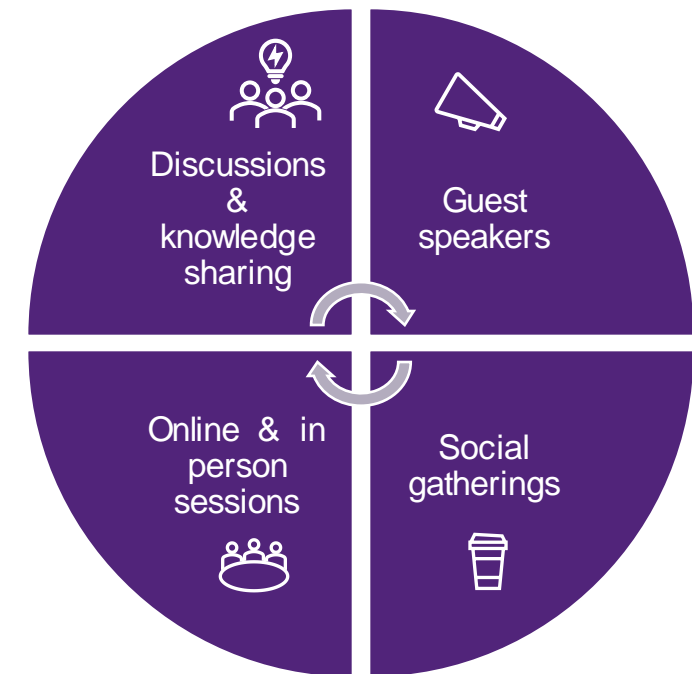 Discussions
&
knowledge
sharing
Guest
speakers
Online & in
person
sessions
Social
gatherings